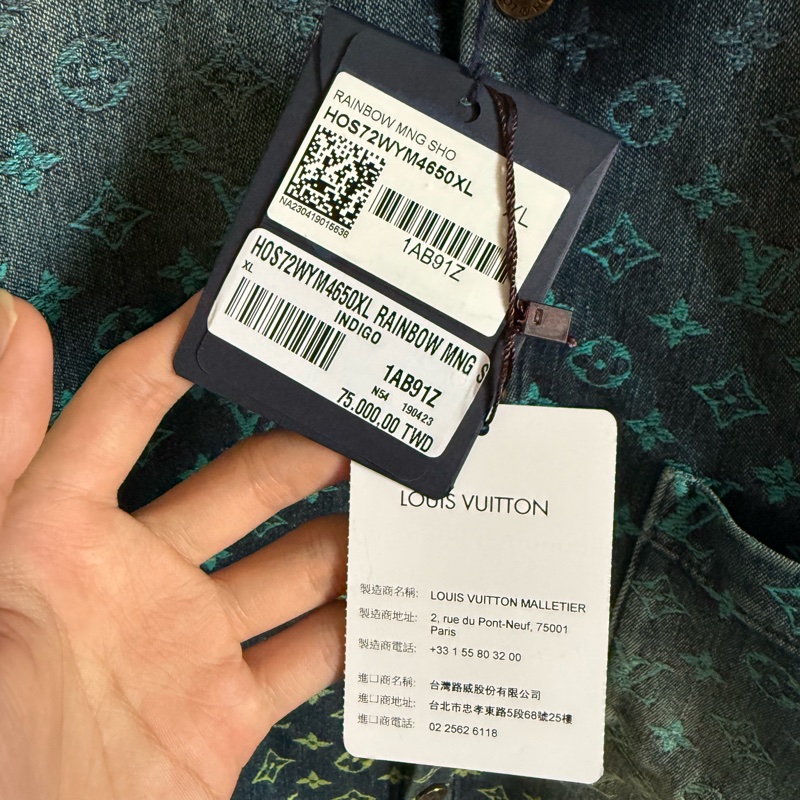 RAINBOW MNG SHO
HOS72WYM4650XL
XL
NA230419015638
1AB91Z
HOS72WYM4650XL RAINBOW MNG S
XL
INDIGO
1AB91Z
N54 190423
75,000.00 TWD
LOUIS VUITTON
製造商名稱: LOUIS VUITTON MALLETIER
製造商地址: 2, rue du Pont-Neuf, 75001
Paris
製造商電話: +33 1 55 80 32 00
進口商名稱: 台灣路威股份有限公司
進口商地址: 台北市忠孝東路5段68號25樓
進口商電話: 02 2562 6118